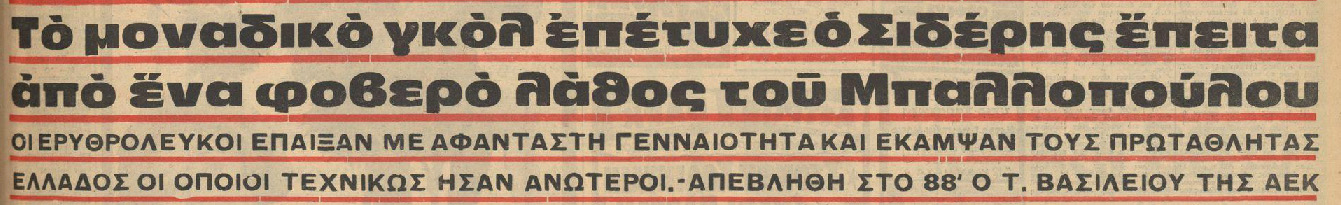 Τὸ μοναδικὸ γκὸλ ἐπέτυχε ὁ Σιδέρης ἔπειτα
ἀπὸ ἕνα φοβερὸ λὰθος τοῦ Μπαλλοπούλου
ΟΙ ΕΡΥΘΡΟΛΕΥΚΟΙ ΕΠΑΙΞΑΝ ΜΕ ΑΦΑΝΤΑΣΤΗ ΓΕΝΝΑΙΟΤΗΤΑ ΚΑΙ ΕΚΑΜΨΑΝ ΤΟΥΣ ΠΡΩΤΑΘΛΗΤΑΣ
ΕΛΛΑΔΟΣ ΟΙ ΟΠΟΙΟΙ ΤΕΧΝΙΚΩΣ ΗΣΑΝ ΑΝΩΤΕΡΟΙ.-ΑΠΕΒΛΗΘΗ ΣΤΟ 88' Ο Τ. ΒΑΣΙΛΕΙΟΥ ΤΗΣ ΑΕΚ